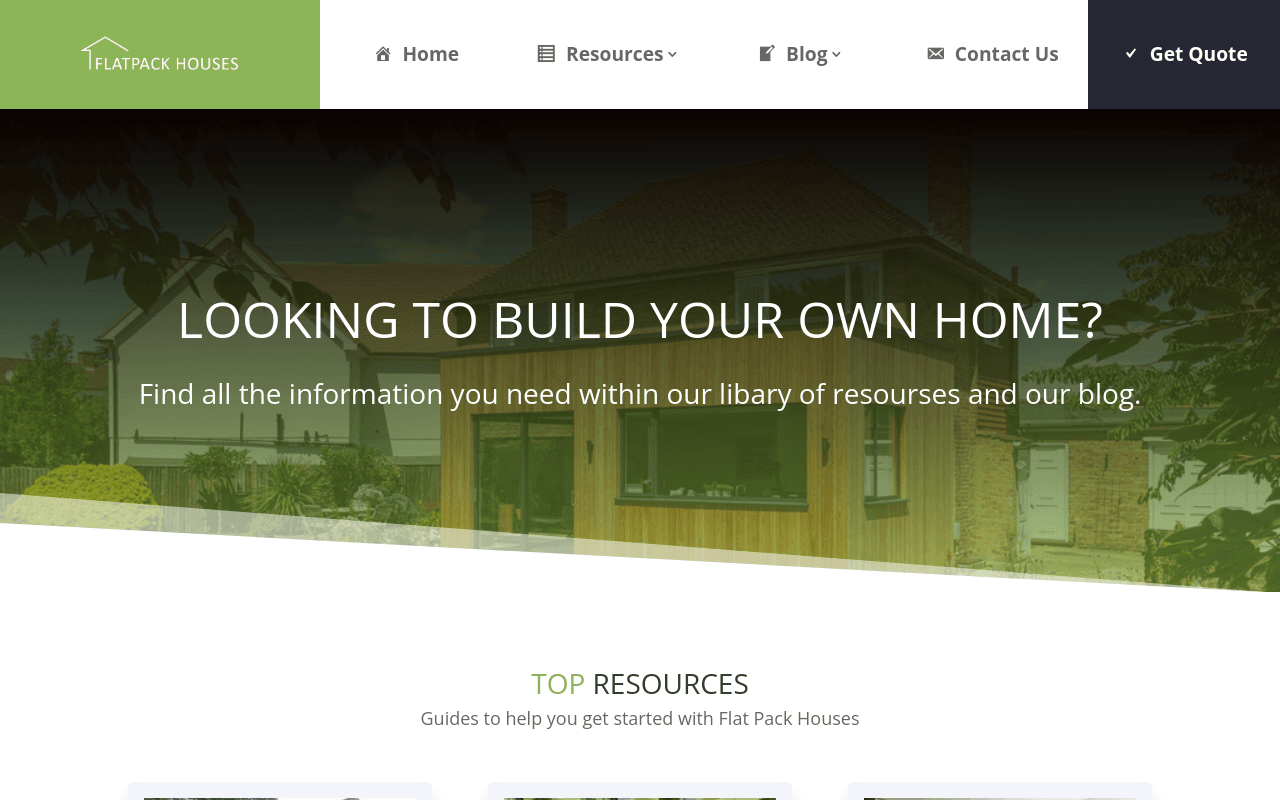 FLATPACK HOUSES
Home
Resources
Blog
Contact Us
Get Quote
LOOKING TO BUILD YOUR OWN HOME?
Find all the information you need within our libary of resourses and our blog.
TOP RESOURCES
Guides to help you get started with Flat Pack Houses